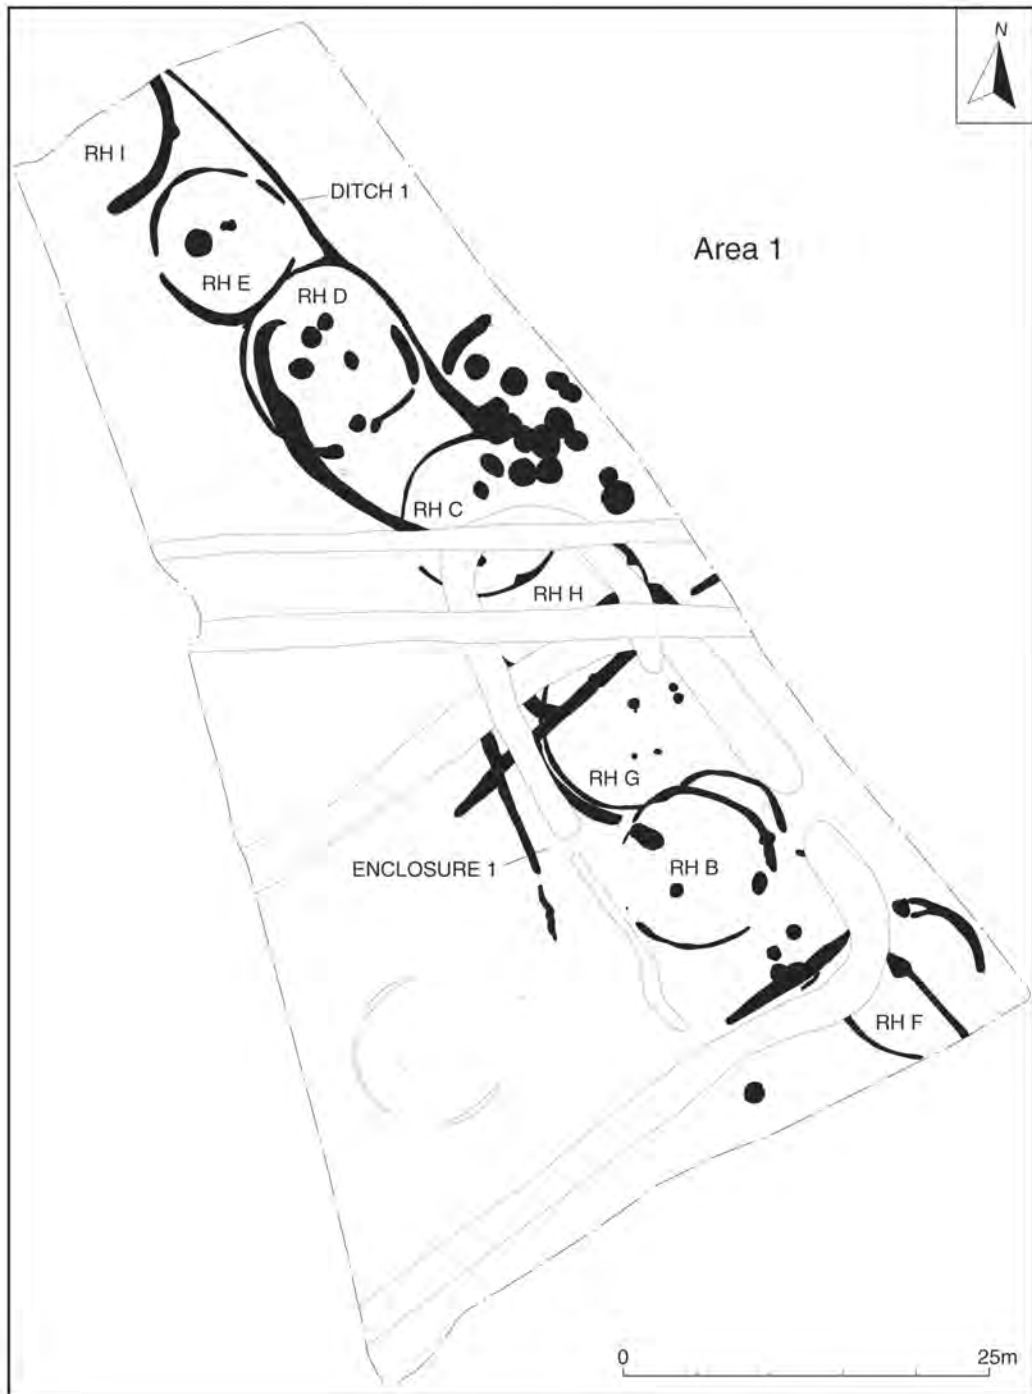 N
RH I
DITCH 1
Area 1
RH E
RH D
RH C
RH H
RH G
ENCLOSURE 1
RH B
RH F
0 25m